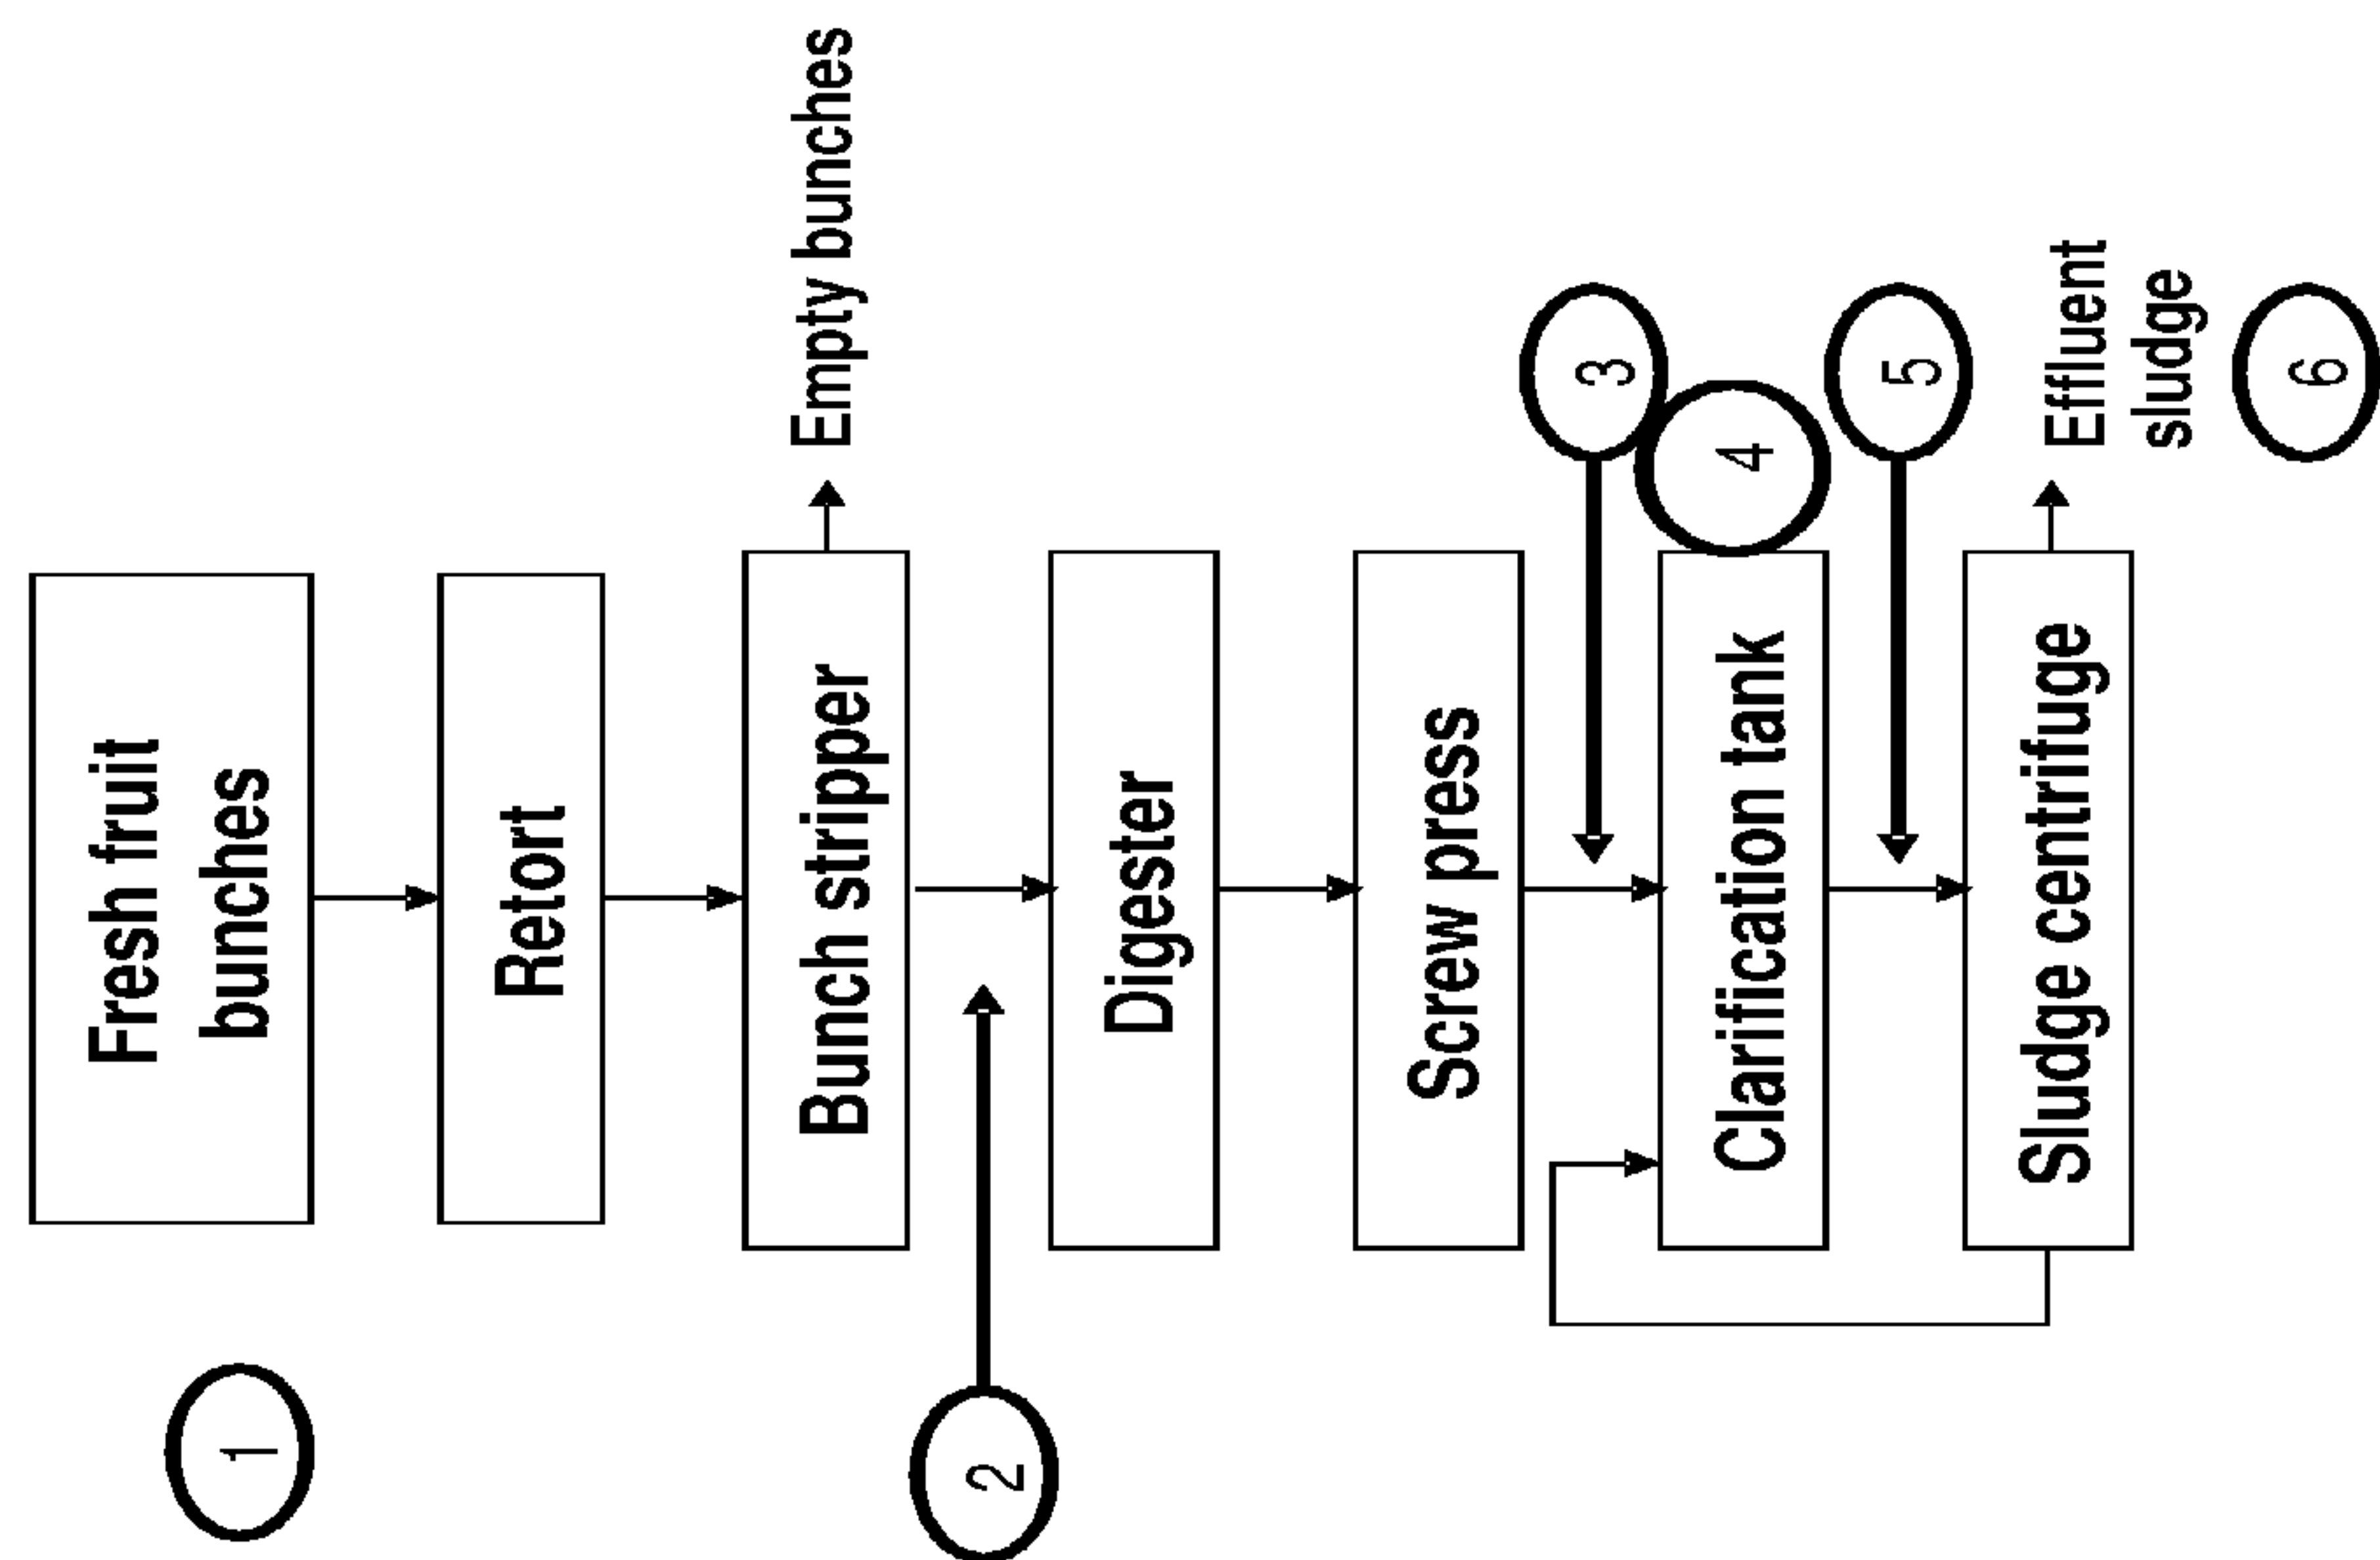 Fresh fruit
bunches
1
Retort
Bunch stripper
Empty bunches
2
Digester
Screw press
3
Clarification tank
4
5
Sludge centrifuge
Effluent
sludge
6